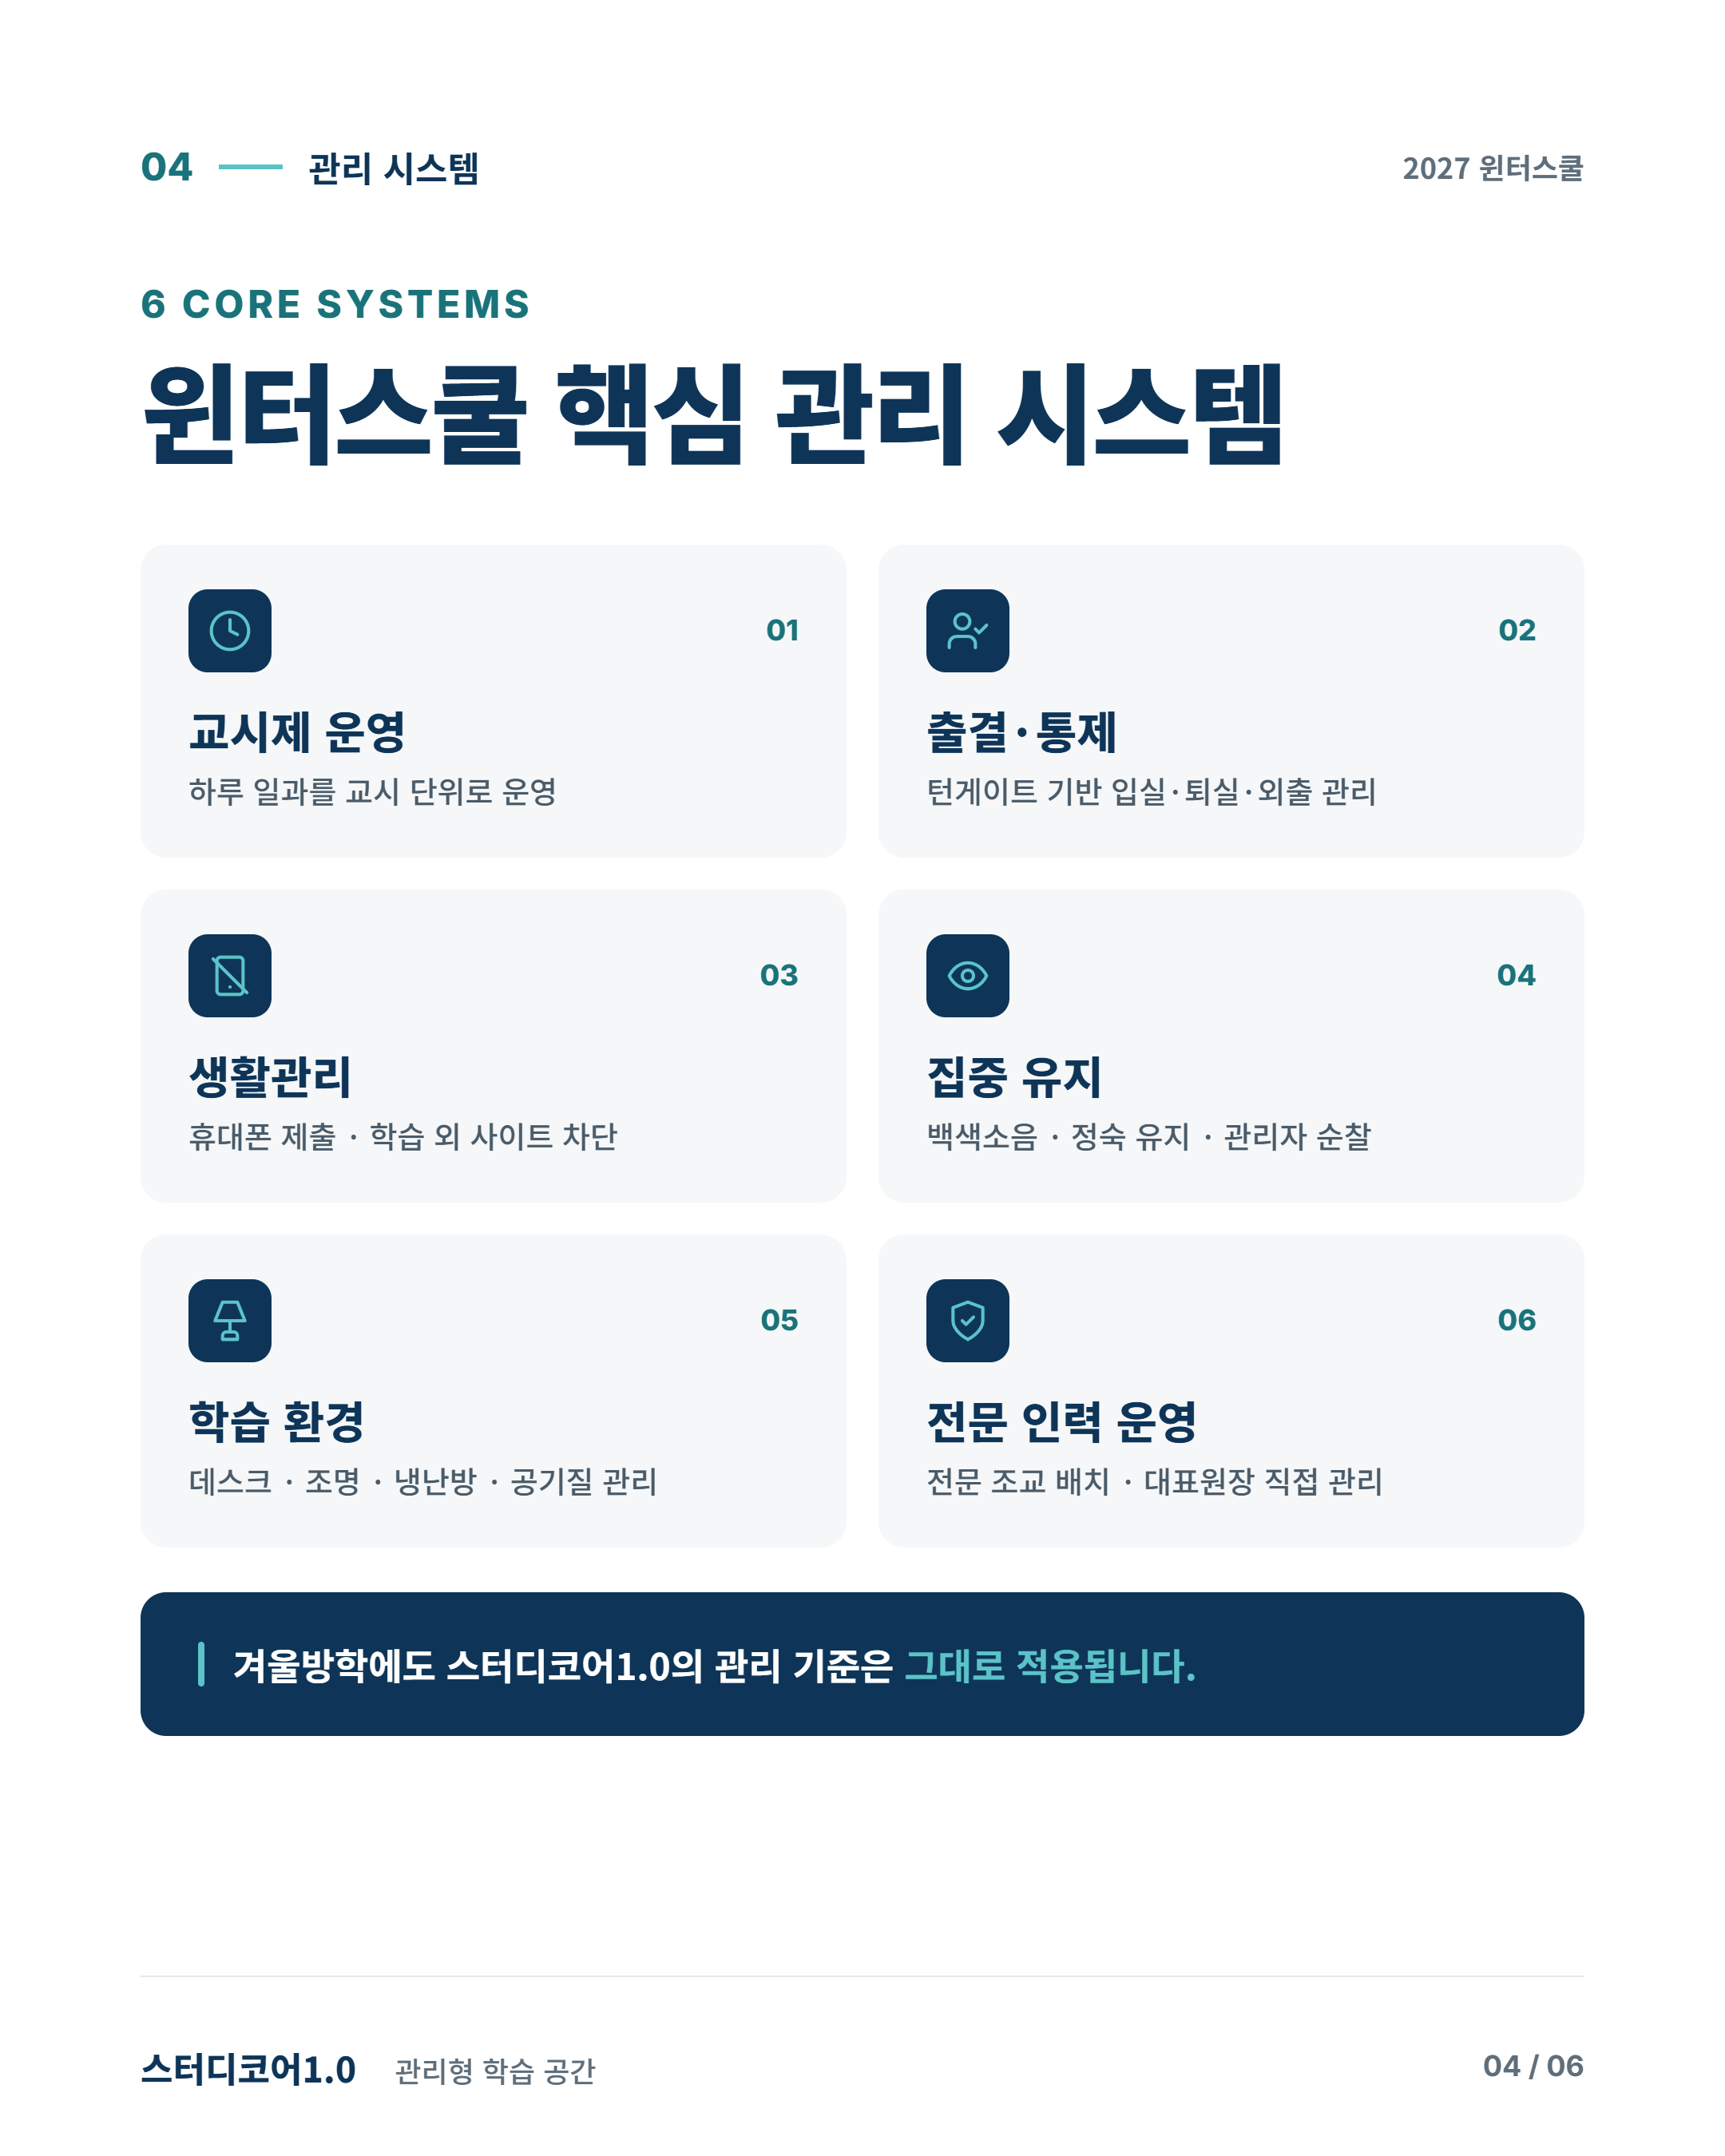 04 관리 시스템
2027 윈터스쿨
6 CORE SYSTEMS
윈터스쿨 핵심 관리 시스템
01
교시제 운영
하루 일과를 교시 단위로 운영
02
출결·통제
턴게이트 기반 입실·퇴실·외출 관리
03
생활관리
휴대폰 제출 · 학습 외 사이트 차단
04
집중 유지
백색소음 · 정숙 유지 · 관리자 순찰
05
학습 환경
데스크 · 조명 · 냉난방 · 공기질 관리
06
전문 인력 운영
전문 조교 배치 · 대표원장 직접 관리
겨울방학에도 스터디코어1.0의 관리 기준은 그대로 적용됩니다.
스터디코어1.0 관리형 학습 공간
04 / 06